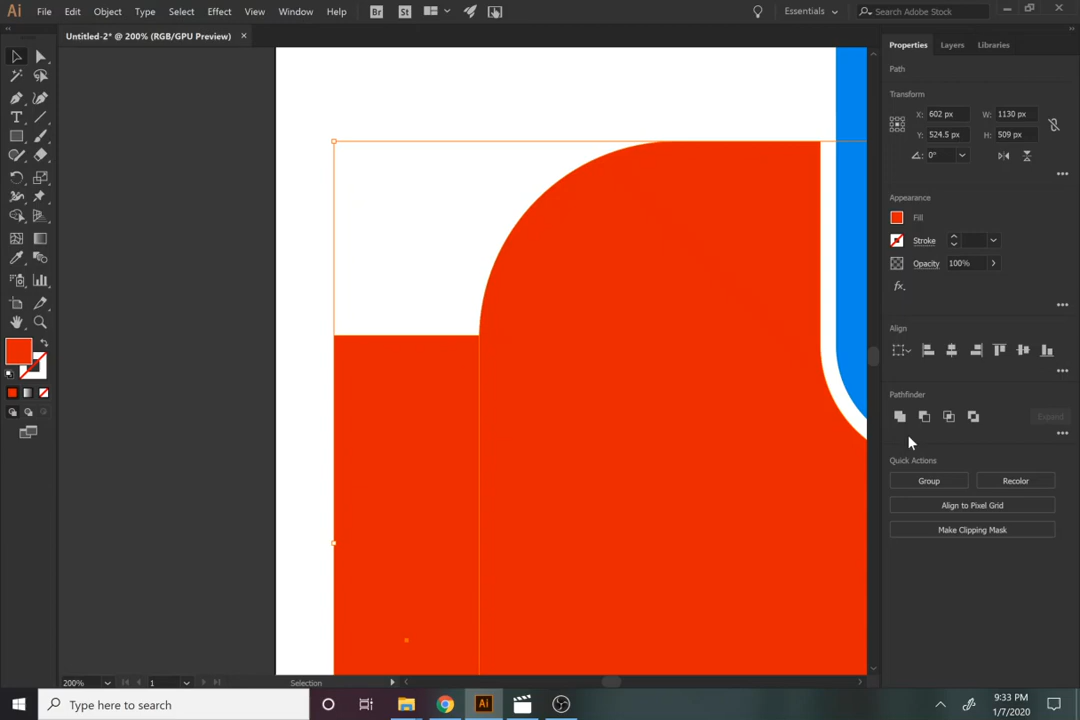 Ai File Edit Object Type Select Effect View Window Help Br St Essentials Search Adobe Stock
Untitled-2* @ 200% (RGB/GPU Preview) ×
Properties Layers Libraries
Path
Transform
X: 602 px W: 1130 px
Y: 524.5 px H: 509 px
0°
Appearance
Fill
Stroke
Opacity 100%
fx.
Align
Pathfinder
Expand
Quick Actions
Group Recolor
Align to Pixel Grid
Make Clipping Mask
200% 1 Selection
Type here to search Ai 9:33 PM
1/7/2020